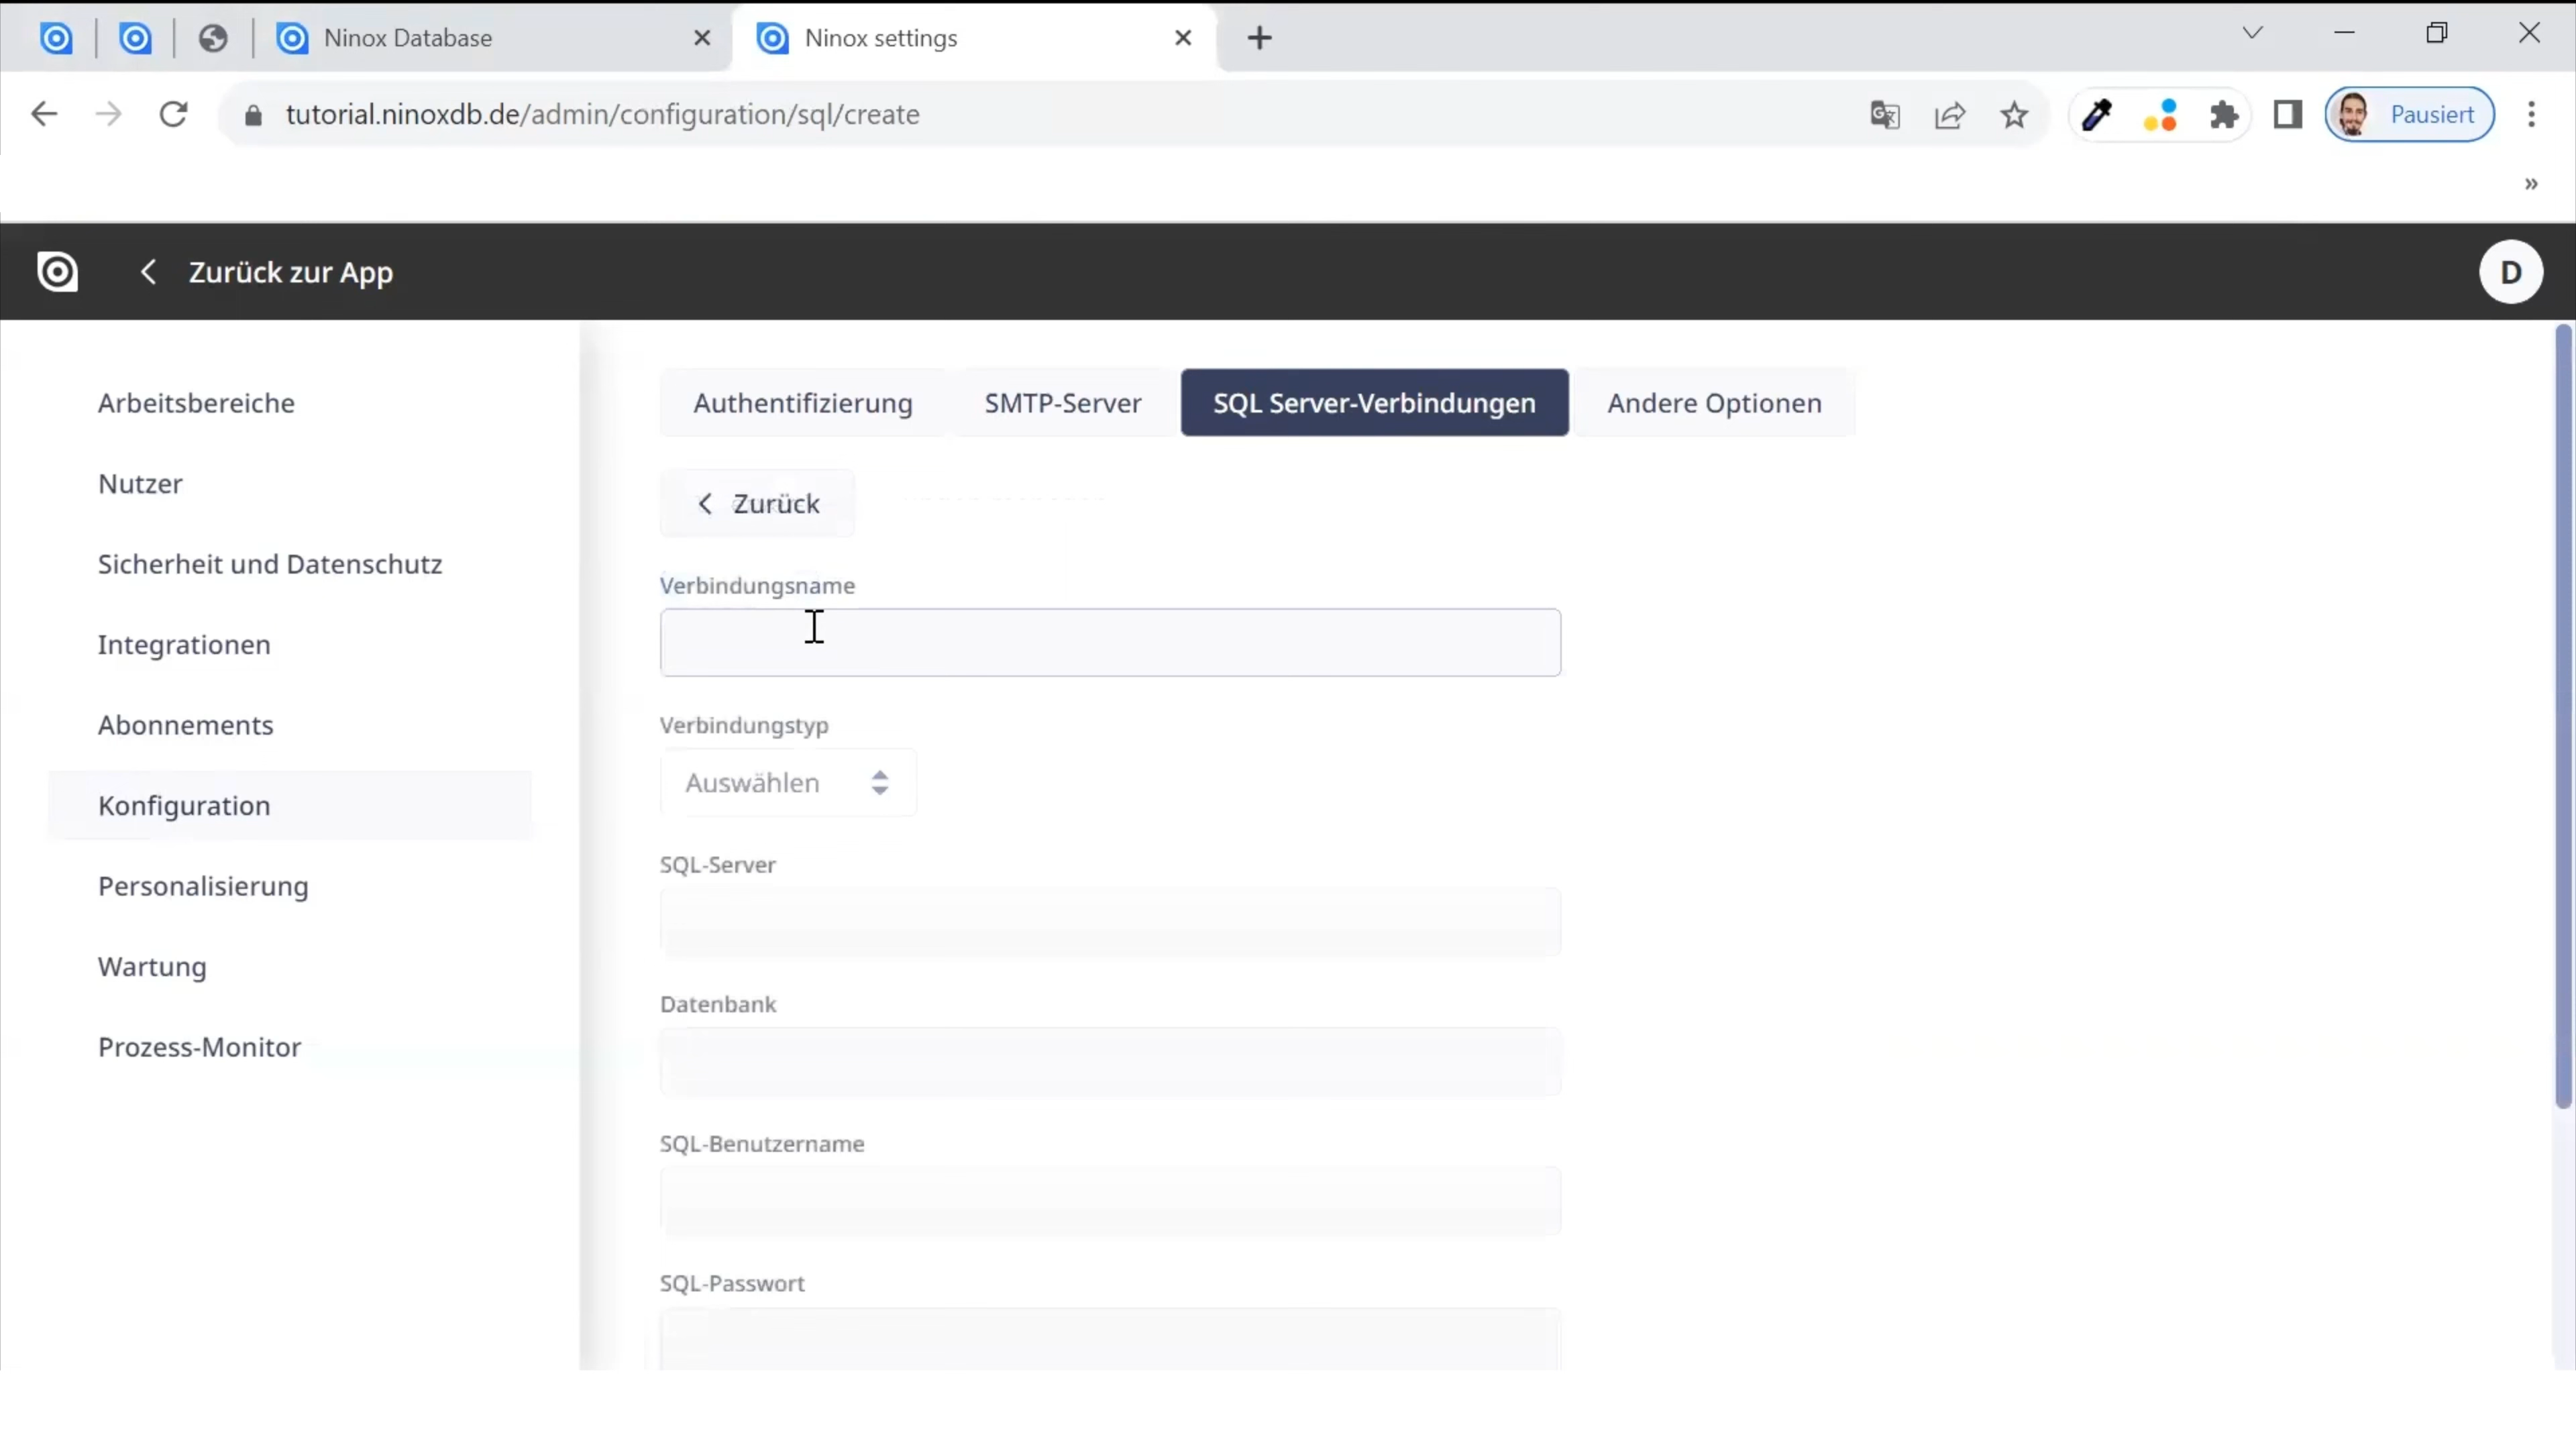 Ninox Database
Ninox settings
tutorial.ninoxdb.de/admin/configuration/sql/create
Pausiert
»
Zurück zur App
D
Arbeitsbereiche
Nutzer
Sicherheit und Datenschutz
Integrationen
Abonnements
Konfiguration
Personalisierung
Wartung
Prozess-Monitor
Authentifizierung
SMTP-Server
SQL Server-Verbindungen
Andere Optionen
Zurück
Verbindungsname
Verbindungstyp
Auswählen
SQL-Server
Datenbank
SQL-Benutzername
SQL-Passwort